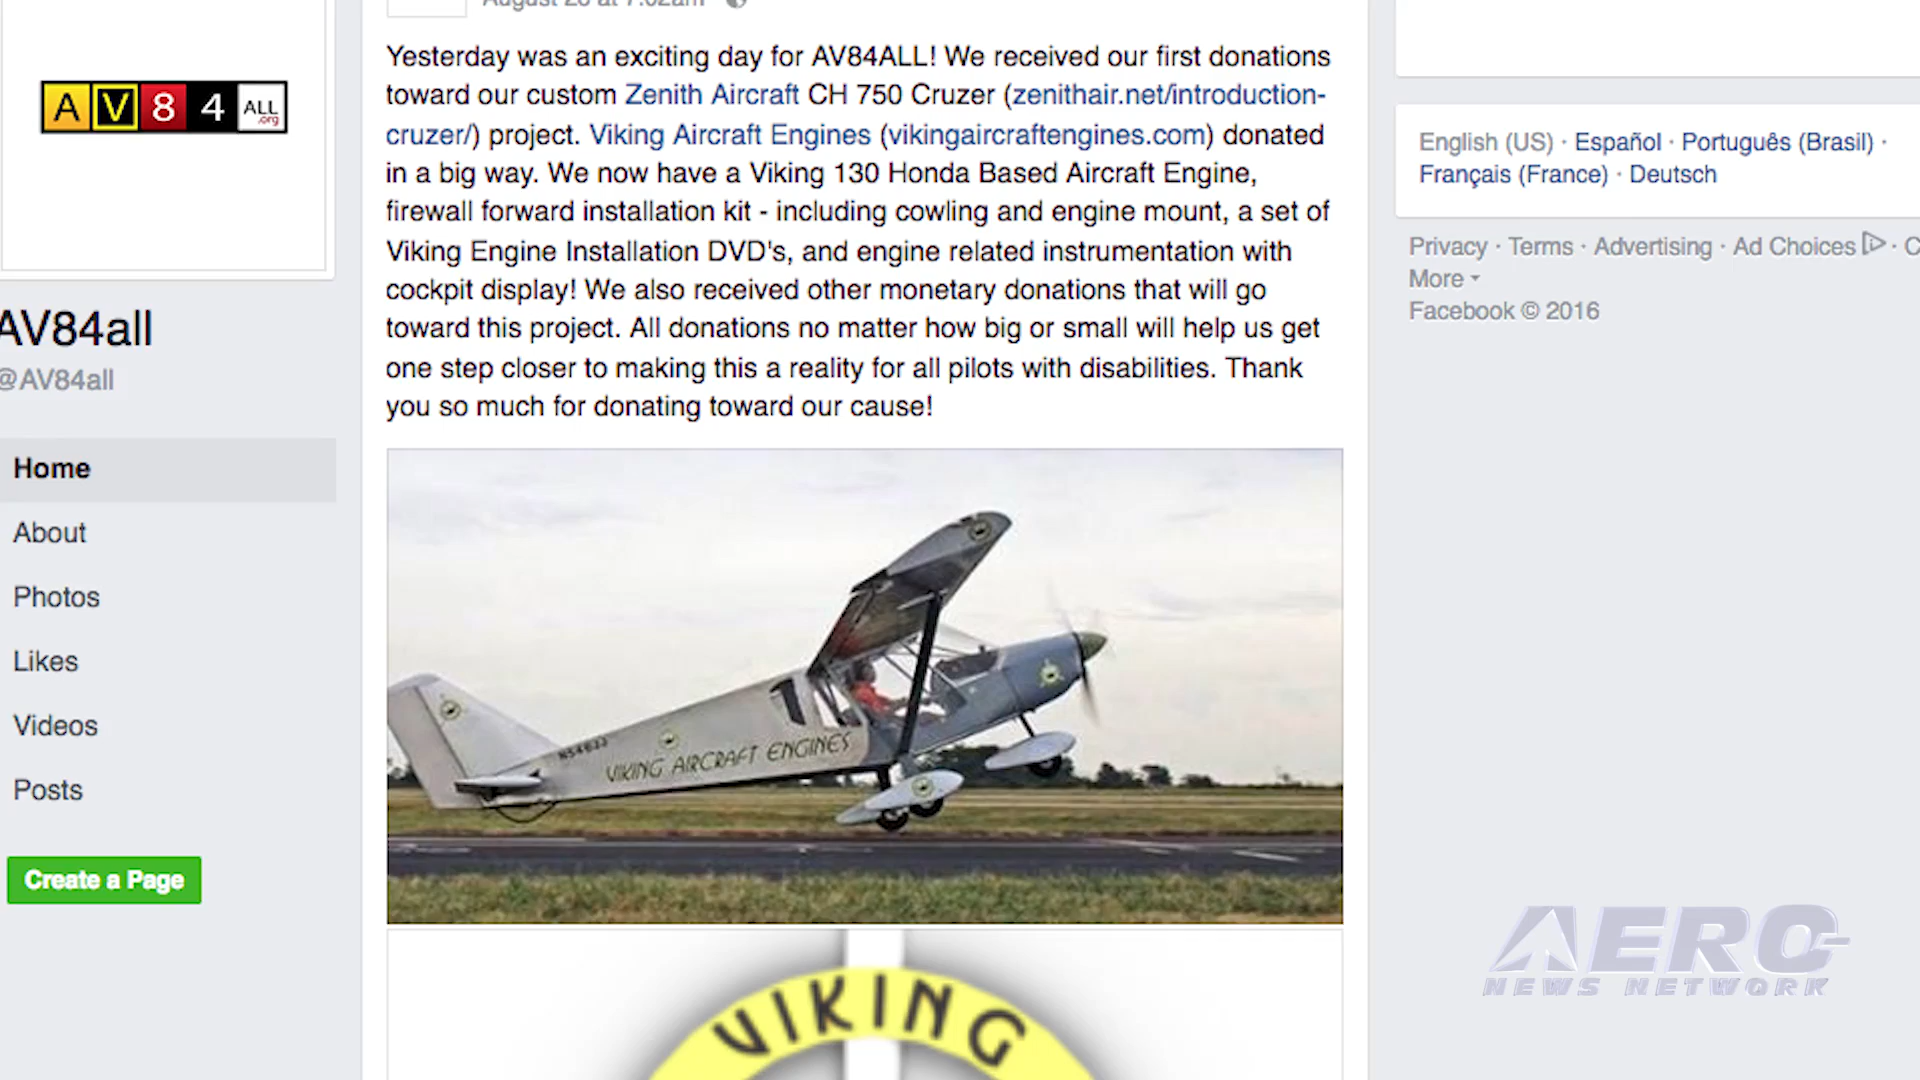 August 26 at 7:02am
Yesterday was an exciting day for AV84ALL! We received our first donations
toward our custom Zenith Aircraft CH 750 Cruzer (zenithair.net/introduction-
cruzer/) project. Viking Aircraft Engines (vikingaircraftengines.com) donated
in a big way. We now have a Viking 130 Honda Based Aircraft Engine,
firewall forward installation kit - including cowling and engine mount, a set of
Viking Engine Installation DVD's, and engine related instrumentation with
cockpit display! We also received other monetary donations that will go
toward this project. All donations no matter how big or small will help us get
one step closer to making this a reality for all pilots with disabilities. Thank
you so much for donating toward our cause!
A V 8 4 ALL .org
AV84all
@AV84all
Home
About
Photos
Likes
Videos
Posts
Create a Page
VIKING AIRCRAFT ENGINES
VIKING
English (US) · Español · Português (Brasil) ·
Français (France) · Deutsch
Privacy · Terms · Advertising · Ad Choices · C
More
Facebook © 2016
AERO
NEWS NETWORK